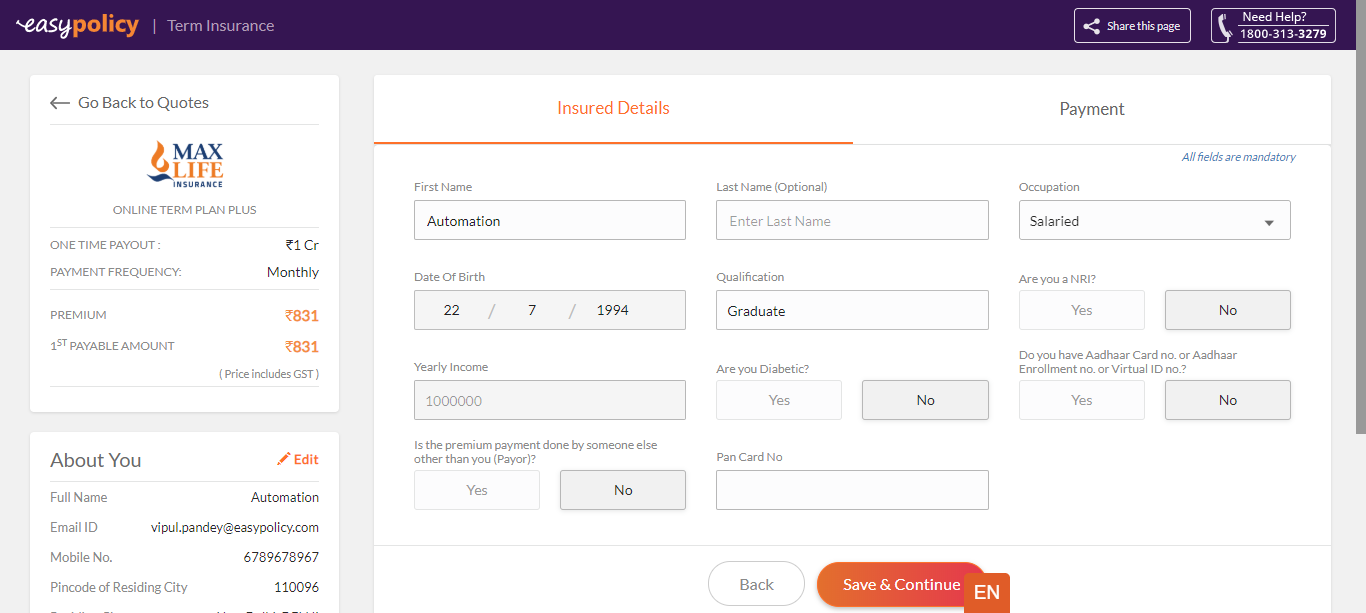 easypolicy | Term Insurance
Share this page
Need Help?
1800-313-3279
Go Back to Quotes
MAX
LIFE
INSURANCE
ONLINE TERM PLAN PLUS
ONE TIME PAYOUT : ₹1 Cr
PAYMENT FREQUENCY: Monthly
PREMIUM ₹831
1ST PAYABLE AMOUNT ₹831
( Price includes GST )
About You Edit
Full Name Automation
Email ID vipul.pandey@easypolicy.com
Mobile No. 6789678967
Pincode of Residing City 110096
Insured Details Payment
All fields are mandatory
First Name Last Name (Optional) Occupation
Automation Enter Last Name Salaried
Date Of Birth Qualification Are you a NRI?
22 / 7 / 1994 Graduate Yes No
Yearly Income Are you Diabetic? Do you have Aadhaar Card no. or Aadhaar
Enrollment no. or Virtual ID no.?
1000000 Yes No Yes No
Is the premium payment done by someone else
other than you (Payor)? Pan Card No
Yes No
Back Save & Continue EN